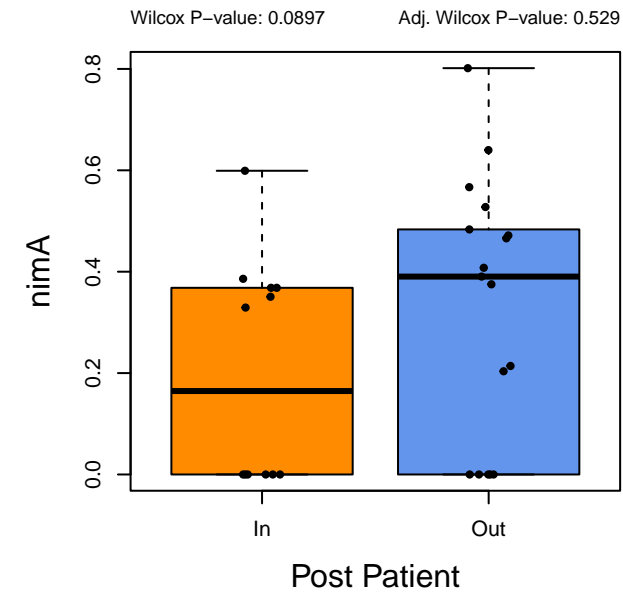 Wilcox P−value: 0.0897
Adj. Wilcox P−value: 0.529
0.8
0.6
0.4
0.2
0.0
nimA
In
Out
Post Patient